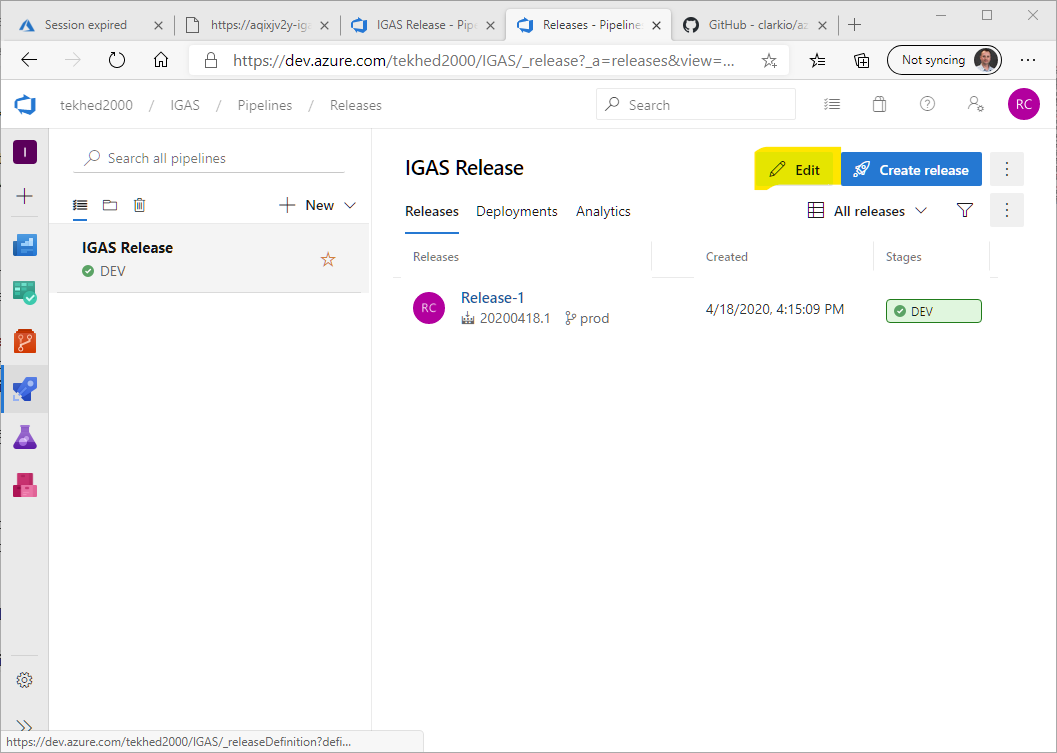 Session expired
https://aqixjv2y-iga
IGAS Release - Pip
Releases - Pipeline
GitHub - clarkio/az
https://dev.azure.com/tekhed2000/IGAS/_release?_a=releases&view=...
Not syncing
tekhed2000 / IGAS / Pipelines / Releases
Search
RC
I
Search all pipelines
New
IGAS Release
DEV
IGAS Release
Edit
Create release
Releases
Deployments
Analytics
All releases
Releases
Created
Stages
RC
Release-1
20200418.1
prod
4/18/2020, 4:15:09 PM
DEV
https://dev.azure.com/tekhed2000/IGAS/_releaseDefinition?defi...